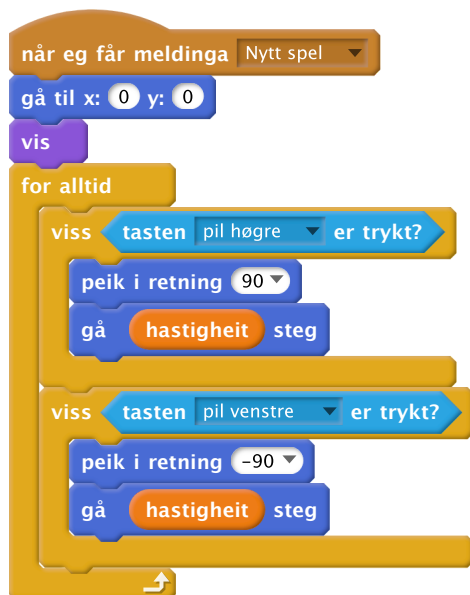 når eg får meldinga Nytt spel
gå til x: 0 y: 0
vis
for alltid
viss tasten pil høgre er trykt?
peik i retning 90
gå hastigheit steg
viss tasten pil venstre er trykt?
peik i retning -90
gå hastigheit steg